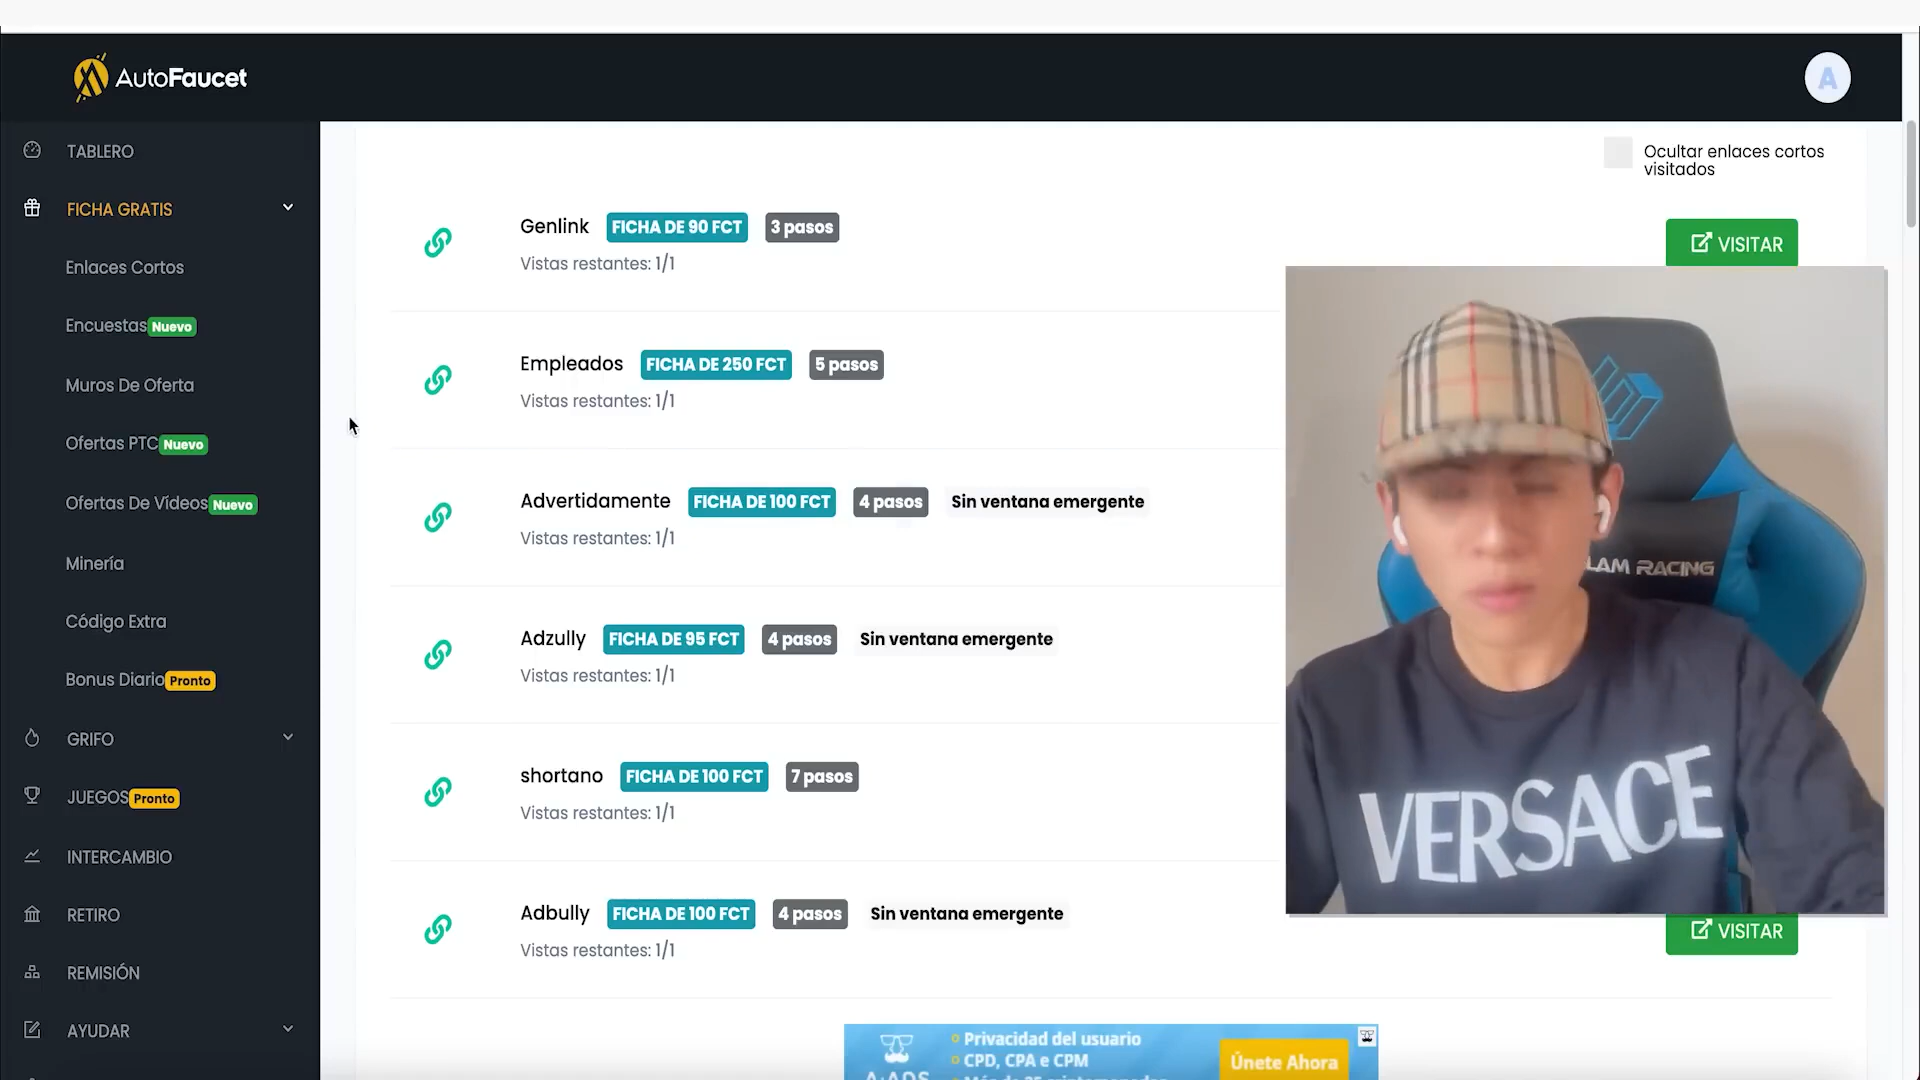 AutoFaucet
A
TABLERO
FICHA GRATIS
Enlaces Cortos
Encuestas Nuevo
Muros De Oferta
Ofertas PTC Nuevo
Ofertas De Vídeos Nuevo
Minería
Código Extra
Bonus Diario Pronto
GRIFO
JUEGOS Pronto
INTERCAMBIO
RETIRO
REMISIÓN
AYUDAR
Ocultar enlaces cortos
visitados
Genlink FICHA DE 90 FCT 3 pasos
Vistas restantes: 1/1
VISITAR
Empleados FICHA DE 250 FCT 5 pasos
Vistas restantes: 1/1
Advertidamente FICHA DE 100 FCT 4 pasos Sin ventana emergente
Vistas restantes: 1/1
Adzully FICHA DE 95 FCT 4 pasos Sin ventana emergente
Vistas restantes: 1/1
shortano FICHA DE 100 FCT 7 pasos
Vistas restantes: 1/1
Adbully FICHA DE 100 FCT 4 pasos Sin ventana emergente
Vistas restantes: 1/1
VISITAR
LAM RACING
VERSACE
Privacidad del usuario
CPD, CPA e CPM
Únete Ahora